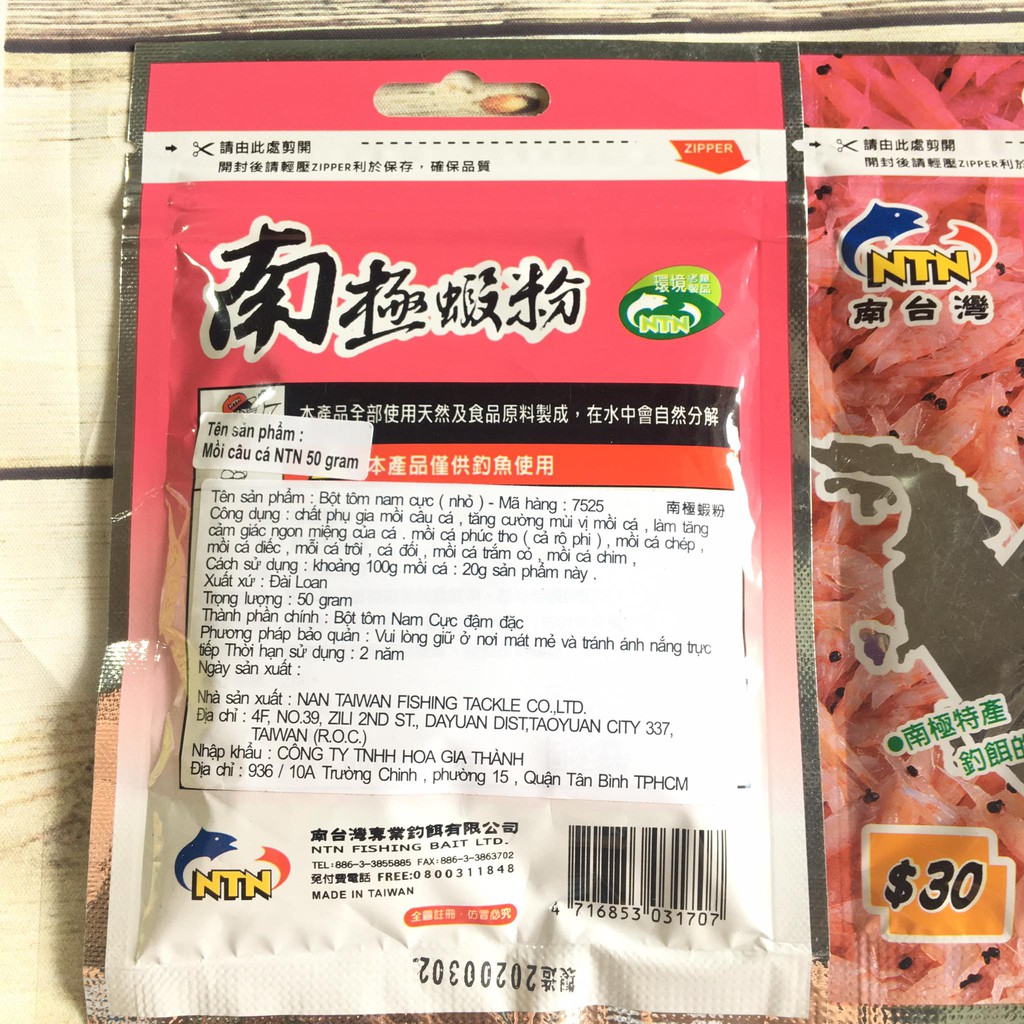 請由此處剪開
開封後請輕壓ZIPPER利於保存，確保品質
ZIPPER
南極蝦粉
環境
NTN
本產品全部使用天然及食品原料製成，在水中會自然分解
本產品僅供釣魚使用
Tên sản phẩm :
Mồi câu cá NTN 50 gram
Tên sản phẩm : Bột tôm nam cực ( nhỏ ) - Mã hàng : 7525
南極蝦粉
Công dụng : chất phụ gia mồi câu cá , tăng cường mùi vị mồi cá , làm tăng
cảm giác ngon miệng của cá . mồi cá phúc tho ( cá rô phi ) , mồi cá chép ,
mồi cá diếc , mồi cá trôi , cá đối , mồi cá trắm cỏ , mồi cá chim ,
Cách sử dụng : khoảng 100g mồi cá : 20g sản phẩm này .
Xuất xứ : Đài Loan
Trọng lượng : 50 gram
Thành phần chính : Bột tôm Nam Cực đậm đặc
Phương pháp bảo quản : Vui lòng giữ ở nơi mát mẻ và tránh ánh nắng trực
tiếp Thời hạn sử dụng : 2 năm
Ngày sản xuất :
Nhà sản xuất : NAN TAIWAN FISHING TACKLE CO.,LTD.
Địa chỉ : 4F, NO.39, ZILI 2ND ST., DAYUAN DIST,TAOYUAN CITY 337,
TAIWAN (R.O.C.)
Nhập khẩu : CÔNG TY TNHH HOA GIA THÀNH
Địa chỉ : 936 / 10A Trường Chinh , phường 15 , Quận Tân Bình TPHCM
NTN
南台灣專業釣餌有限公司
NTN FISHING BAIT LTD.
TEL:886-3-3855885 FAX:886-3-3863702
免付費電話 FREE:0800311848
MADE IN TAIWAN
全圖註冊・仿冒必究
4 716853 031707
製造20200302
請由此處剪開
開封後請輕壓ZIPPER利於
NTN
南台灣
南極特產
釣餌的
$30